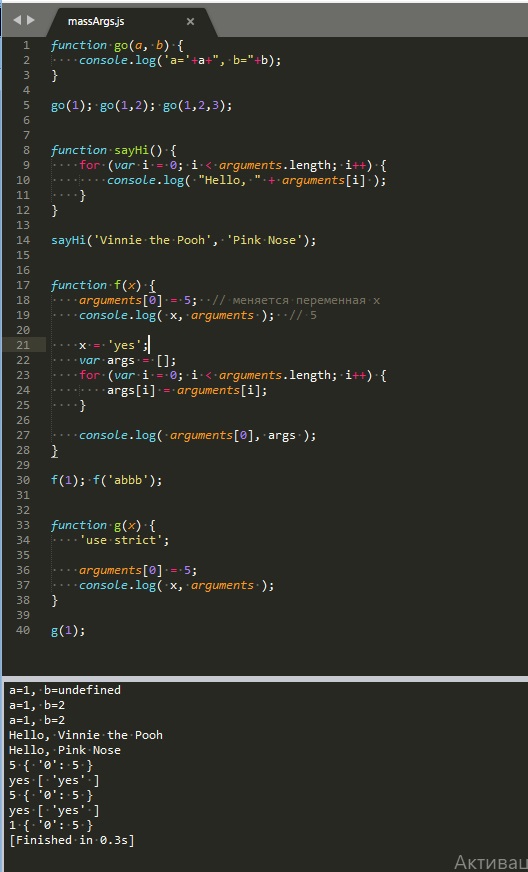 massArgs.js ×
1 function go(a, b) {
2     console.log('a='+a+", b="+b);
3 }
4
5 go(1); go(1,2); go(1,2,3);
6
7
8 function sayHi() {
9     for (var i = 0; i < arguments.length; i++) {
10         console.log( "Hello, " + arguments[i] );
11     }
12 }
13
14 sayHi('Vinnie the Pooh', 'Pink Nose');
15
16
17 function f(x) {
18     arguments[0] = 5;  // меняется переменная x
19     console.log( x, arguments );  // 5
20
21     x = 'yes';
22     var args = [];
23     for (var i = 0; i < arguments.length; i++) {
24         args[i] = arguments[i];
25     }
26
27     console.log( arguments[0], args );
28 }
29
30 f(1); f('abbb');
31
32
33 function g(x) {
34     'use strict';
35
36     arguments[0] = 5;
37     console.log( x, arguments );
38 }
39
40 g(1);
a=1, b=undefined
a=1, b=2
a=1, b=2
Hello, Vinnie the Pooh
Hello, Pink Nose
5 { '0': 5 }
yes [ 'yes' ]
5 { '0': 5 }
yes [ 'yes' ]
1 { '0': 5 }
[Finished in 0.3s]
Активац